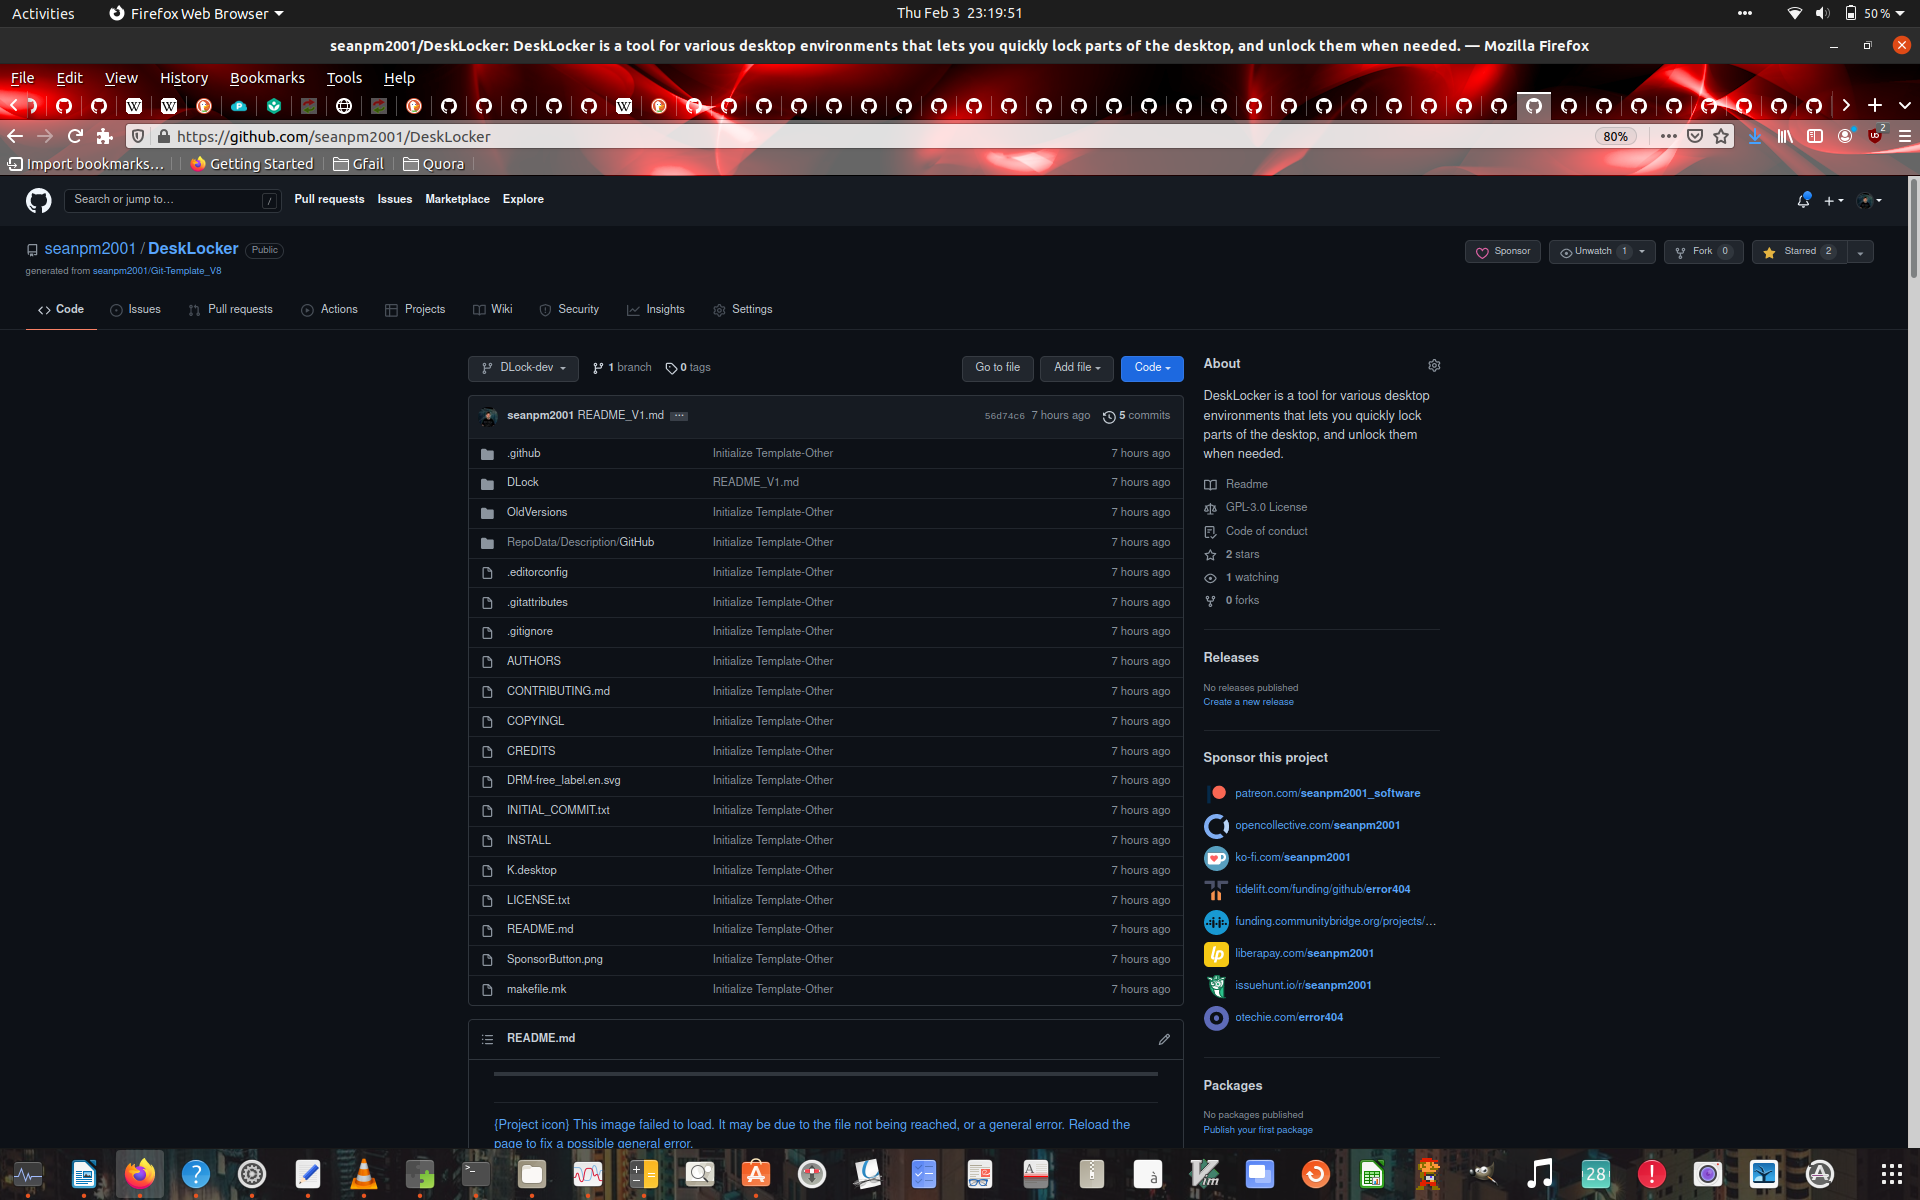 Activities
Firefox Web Browser
Thu Feb 3 23:19:51
50 %
seanpm2001/DeskLocker: DeskLocker is a tool for various desktop environments that lets you quickly lock parts of the desktop, and unlock them when needed. — Mozilla Firefox
File Edit View History Bookmarks Tools Help
https://github.com/seanpm2001/DeskLocker
80%
2
Import bookmarks...
Getting Started
Gfail
Quora
Search or jump to...
/
Pull requests
Issues
Marketplace
Explore
seanpm2001 / DeskLocker
Public
generated from seanpm2001/Git-Template_V8
Sponsor
Unwatch 1
Fork 0
Starred 2
Code
Issues
Pull requests
Actions
Projects
Wiki
Security
Insights
Settings
DLock-dev
1 branch
0 tags
Go to file
Add file
Code
seanpm2001 README_V1.md
56d74c6 7 hours ago
5 commits
.github Initialize Template-Other 7 hours ago
DLock README_V1.md 7 hours ago
OldVersions Initialize Template-Other 7 hours ago
RepoData/Description/GitHub Initialize Template-Other 7 hours ago
.editorconfig Initialize Template-Other 7 hours ago
.gitattributes Initialize Template-Other 7 hours ago
.gitignore Initialize Template-Other 7 hours ago
AUTHORS Initialize Template-Other 7 hours ago
CONTRIBUTING.md Initialize Template-Other 7 hours ago
COPYINGL Initialize Template-Other 7 hours ago
CREDITS Initialize Template-Other 7 hours ago
DRM-free_label.en.svg Initialize Template-Other 7 hours ago
INITIAL_COMMIT.txt Initialize Template-Other 7 hours ago
INSTALL Initialize Template-Other 7 hours ago
K.desktop Initialize Template-Other 7 hours ago
LICENSE.txt Initialize Template-Other 7 hours ago
README.md Initialize Template-Other 7 hours ago
SponsorButton.png Initialize Template-Other 7 hours ago
makefile.mk Initialize Template-Other 7 hours ago
README.md
{Project icon} This image failed to load. It may be due to the file not being reached, or a general error. Reload the
page to fix a possible general error.
About
DeskLocker is a tool for various desktop
environments that lets you quickly lock
parts of the desktop, and unlock them
when needed.
Readme
GPL-3.0 License
Code of conduct
2 stars
1 watching
0 forks
Releases
No releases published
Create a new release
Sponsor this project
patreon.com/seanpm2001_software
opencollective.com/seanpm2001
ko-fi.com/seanpm2001
tidelift.com/funding/github/error404
funding.communitybridge.org/projects/...
liberapay.com/seanpm2001
issuehunt.io/r/seanpm2001
otechie.com/error404
Packages
No packages published
Publish your first package
28